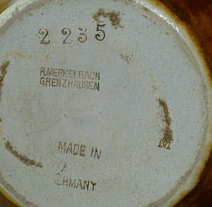 2235
R.MERKELBACH
GRENZHAUSEN
M
MADE IN
ERMANY